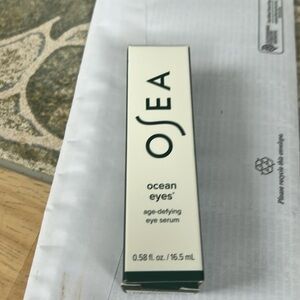 OSEA
ocean
eyes
age-defying
eye serum
0.58 fl. oz. / 16.5 mL
Please recycle this envelope.